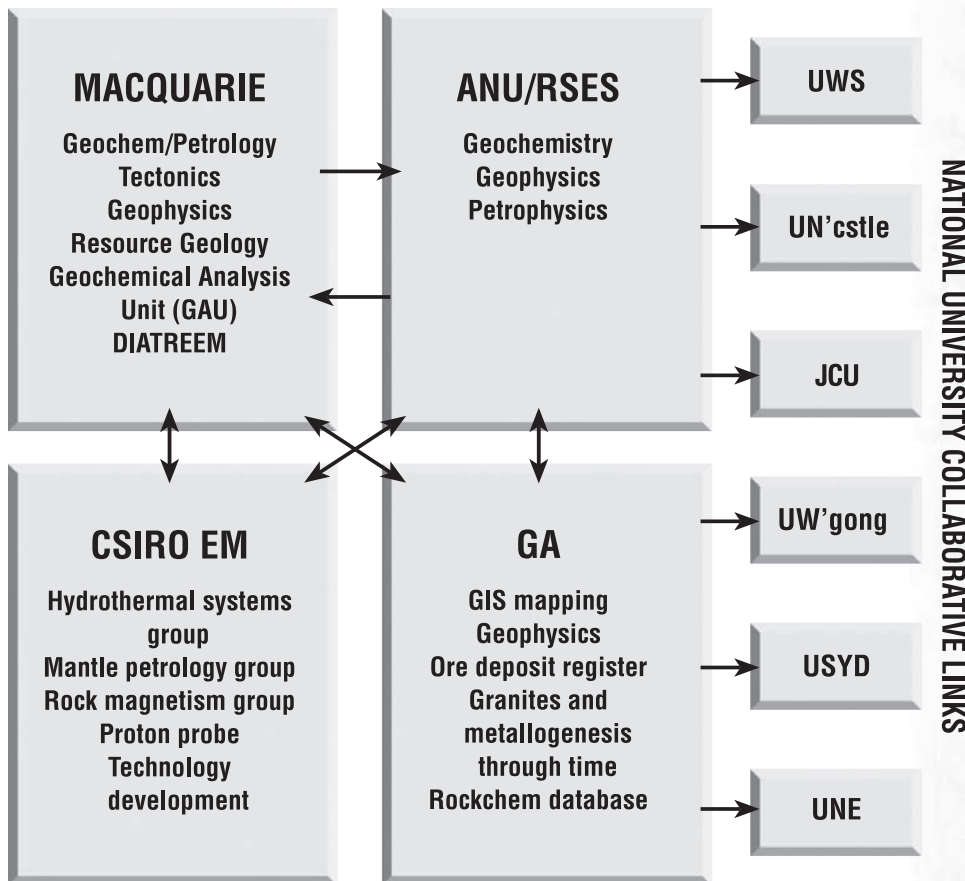 MACQUARIE
Geochem/Petrology
Tectonics
Geophysics
Resource Geology
Geochemical Analysis
Unit (GAU)
DIATREEM
ANU/RSES
Geochemistry
Geophysics
Petrophysics
CSIRO EM
Hydrothermal systems
group
Mantle petrology group
Rock magnetism group
Proton probe
Technology
development
GA
GIS mapping
Geophysics
Ore deposit register
Granites and
metallogenesis
through time
Rockchem database
UWS
UN’cstle
JCU
UW’gong
USYD
UNE
NATIONAL UNIVERSITY COLLABORATIVE LINKS